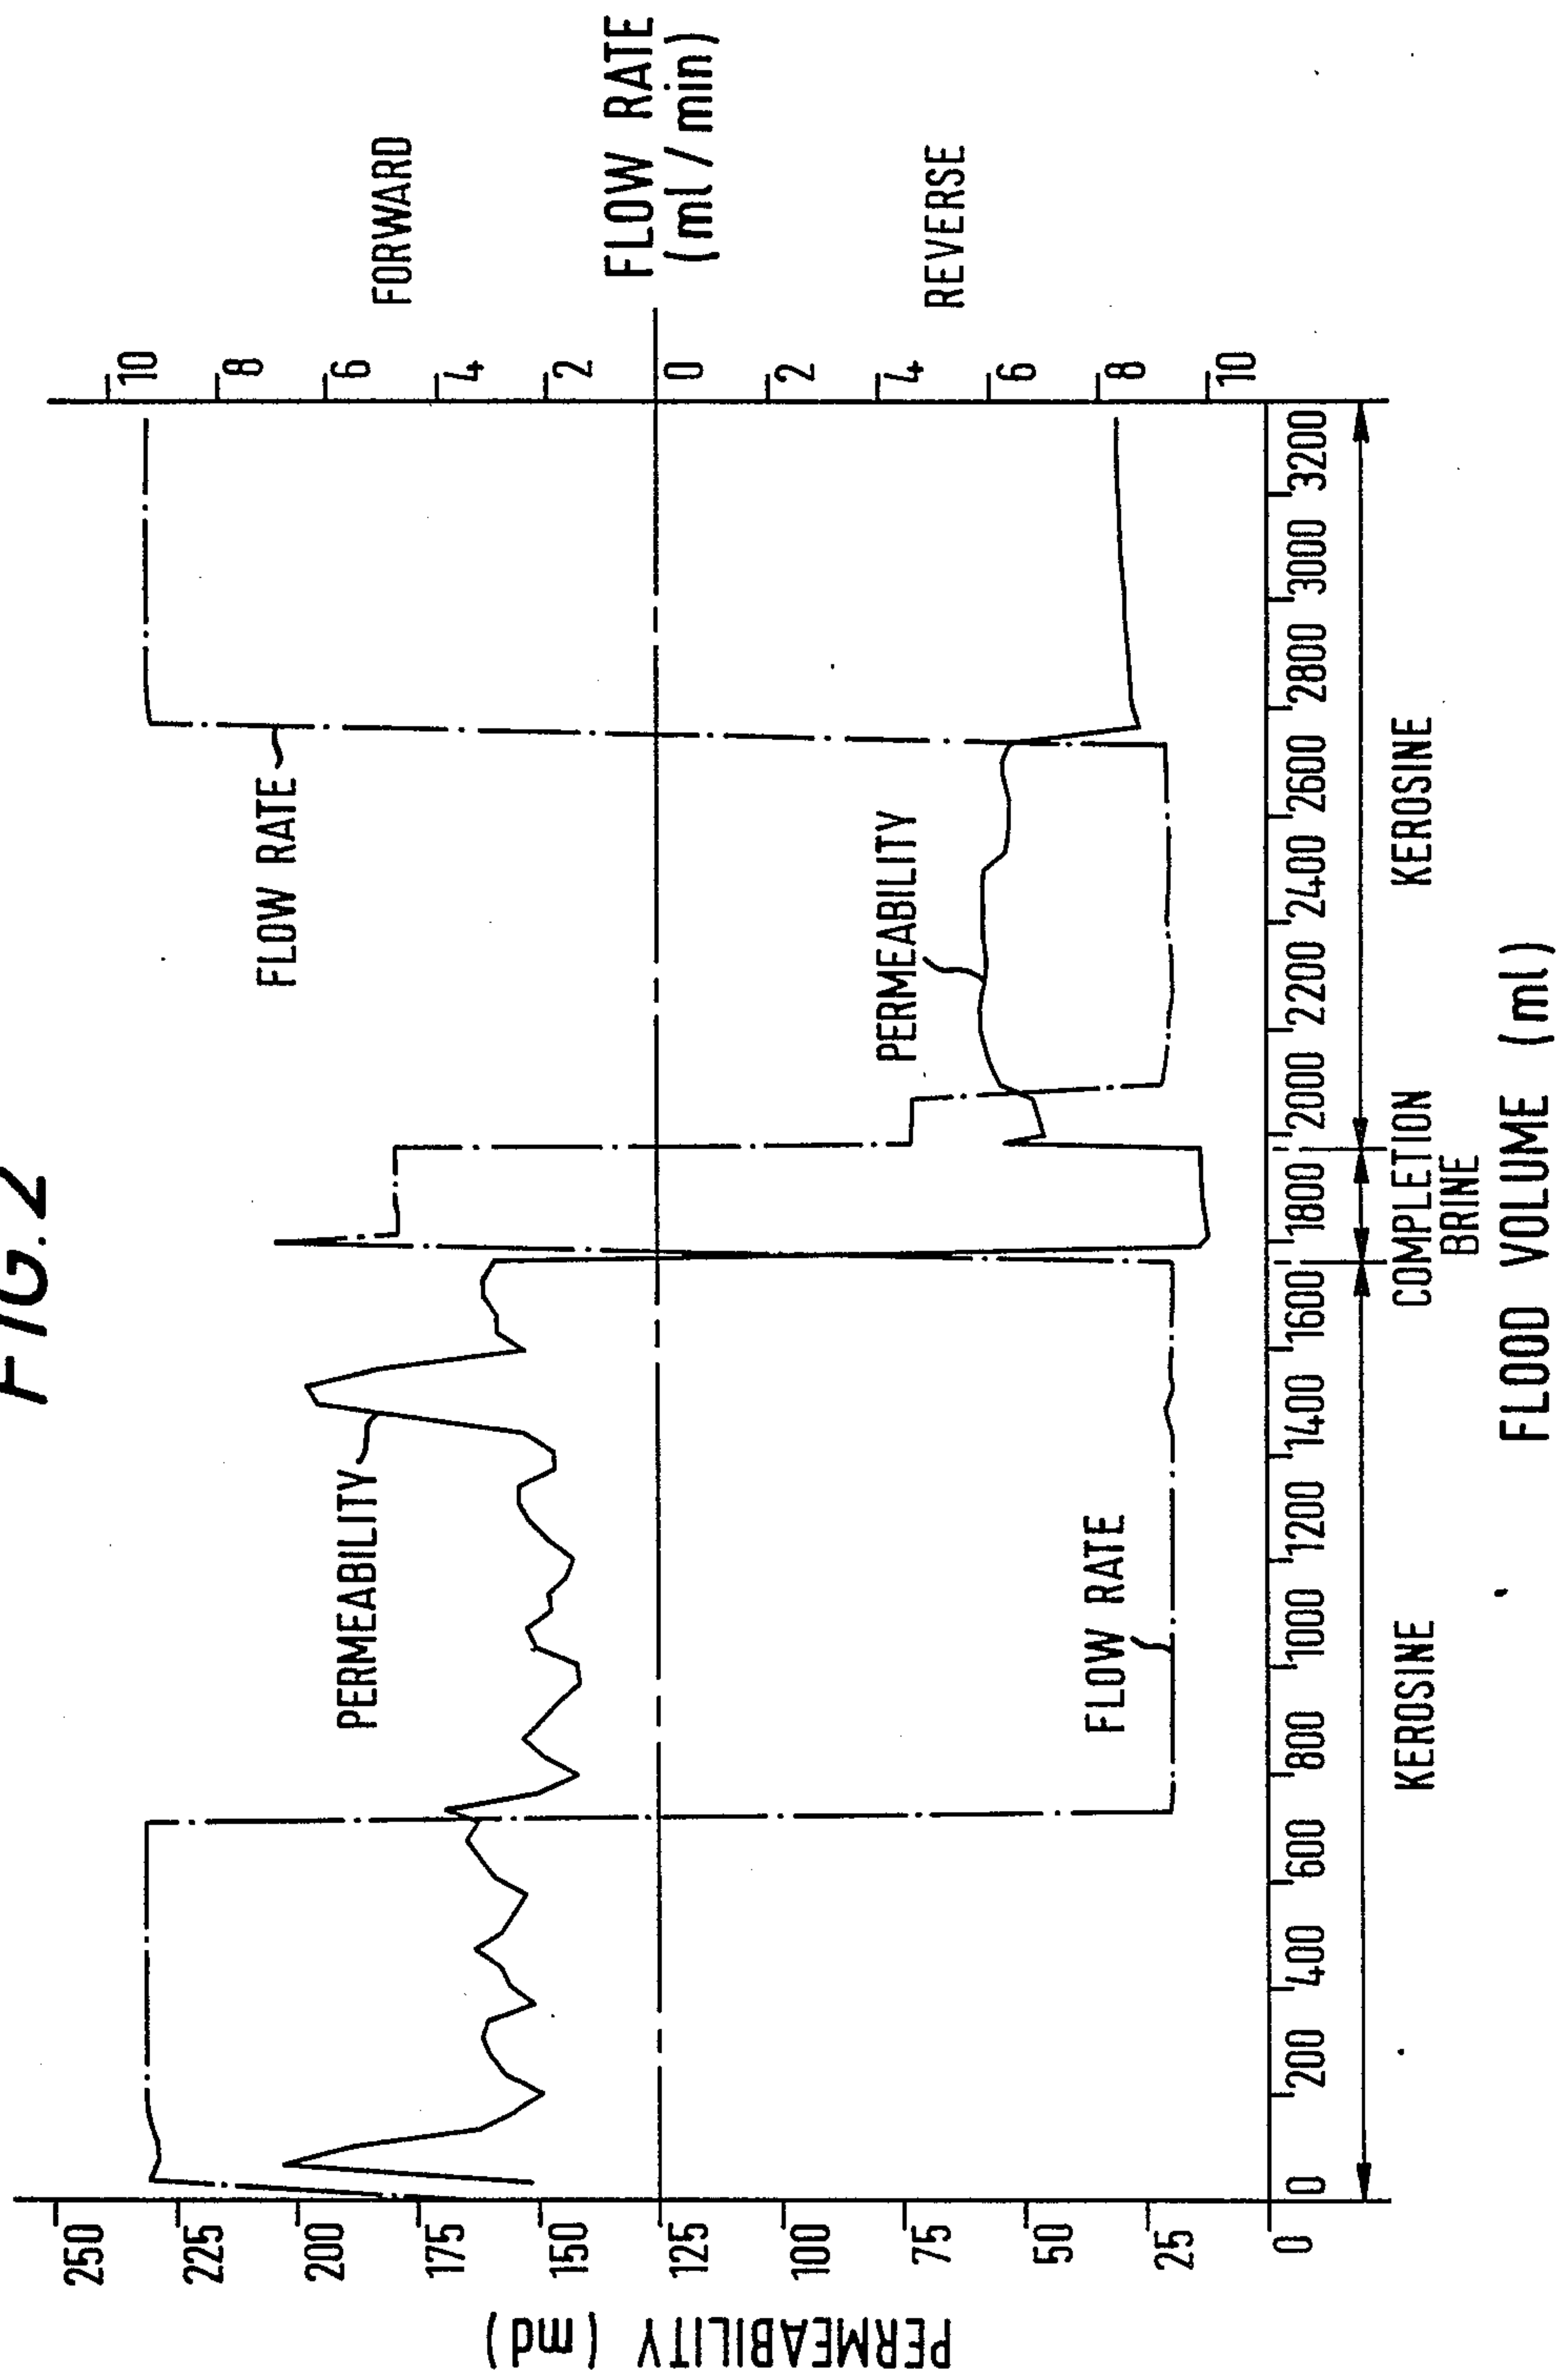 FIG.2
PERMEABILITY (md)
250
225
200
175
150
125
100
75
50
25
0
FLOW RATE
PERMEABILITY
PERMEABILITY
FLOW RATE
10
8
6
4
2
0
2
4
6
8
10
FORWARD
FLOW RATE
(ml/min)
REVERSE
0
200
400
600
800
1000
1200
1400
1600
1800
2000
2200
2400
2600
2800
3000
3200
KEROSINE
COMPLETION
BRINE
KEROSINE
FLOOD VOLUME (ml)